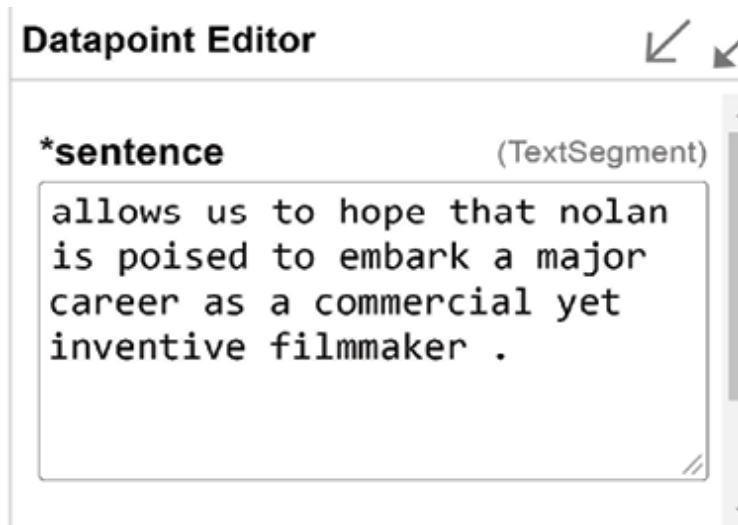 Datapoint Editor
*sentence (TextSegment)
allows us to hope that nolan
is poised to embark a major
career as a commercial yet
inventive filmmaker .